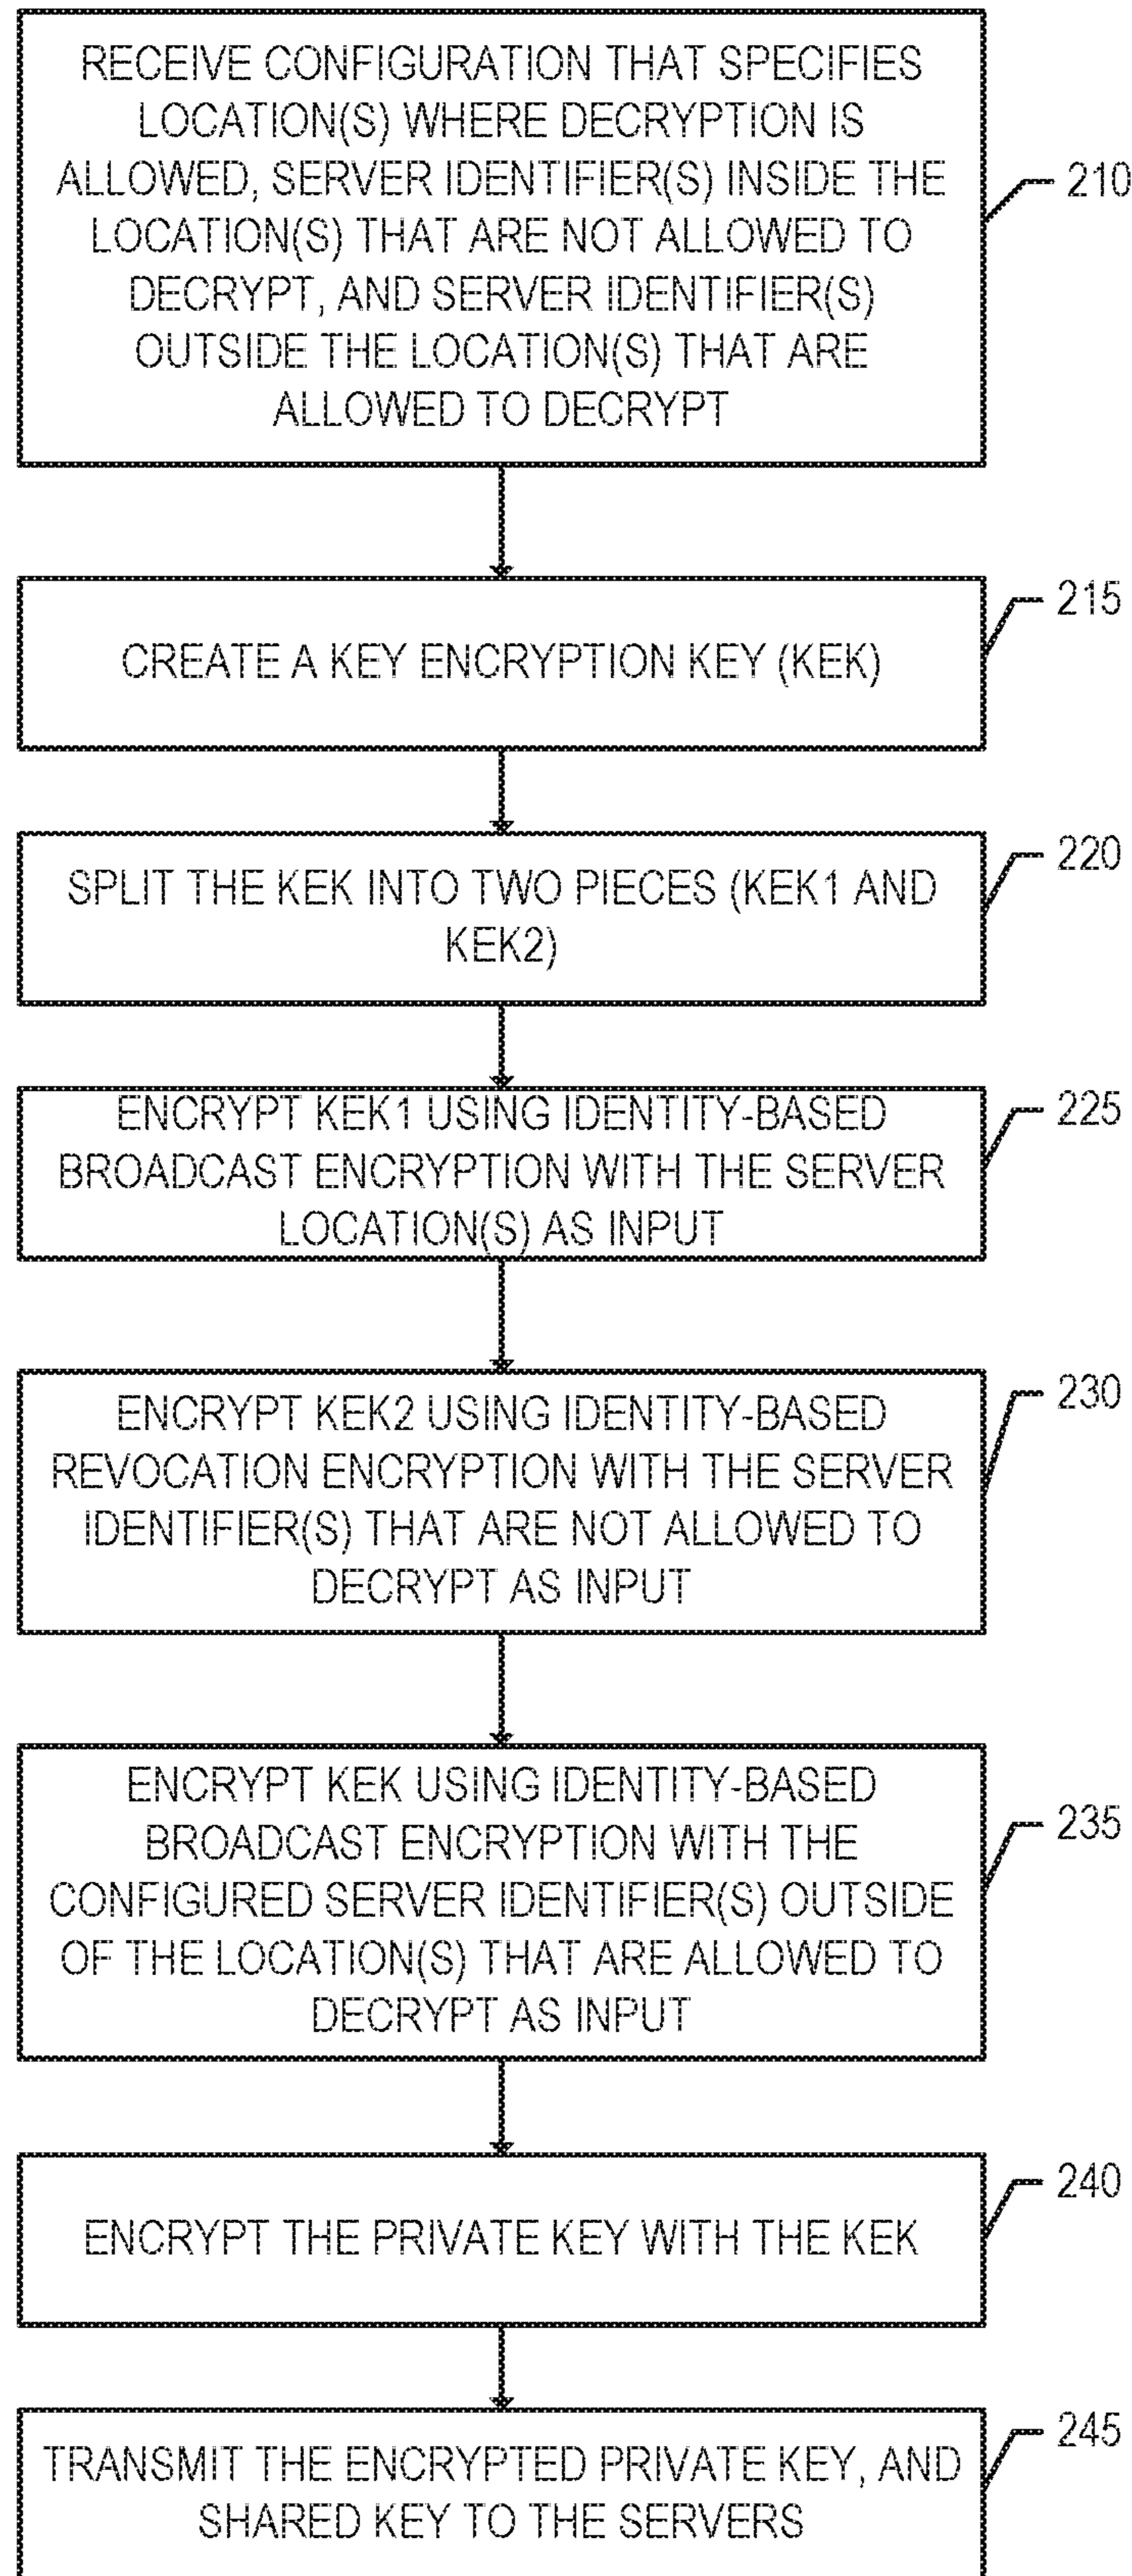 RECEIVE CONFIGURATION THAT SPECIFIES
LOCATION(S) WHERE DECRYPTION IS
ALLOWED, SERVER IDENTIFIER(S) INSIDE THE
LOCATION(S) THAT ARE NOT ALLOWED TO
DECRYPT, AND SERVER IDENTIFIER(S)
OUTSIDE THE LOCATION(S) THAT ARE
ALLOWED TO DECRYPT
210
CREATE A KEY ENCRYPTION KEY (KEK)
215
SPLIT THE KEK INTO TWO PIECES (KEK1 AND
KEK2)
220
ENCRYPT KEK1 USING IDENTITY-BASED
BROADCAST ENCRYPTION WITH THE SERVER
LOCATION(S) AS INPUT
225
ENCRYPT KEK2 USING IDENTITY-BASED
REVOCATION ENCRYPTION WITH THE SERVER
IDENTIFIER(S) THAT ARE NOT ALLOWED TO
DECRYPT AS INPUT
230
ENCRYPT KEK USING IDENTITY-BASED
BROADCAST ENCRYPTION WITH THE
CONFIGURED SERVER IDENTIFIER(S) OUTSIDE
OF THE LOCATION(S) THAT ARE ALLOWED TO
DECRYPT AS INPUT
235
ENCRYPT THE PRIVATE KEY WITH THE KEK
240
TRANSMIT THE ENCRYPTED PRIVATE KEY, AND
SHARED KEY TO THE SERVERS
245